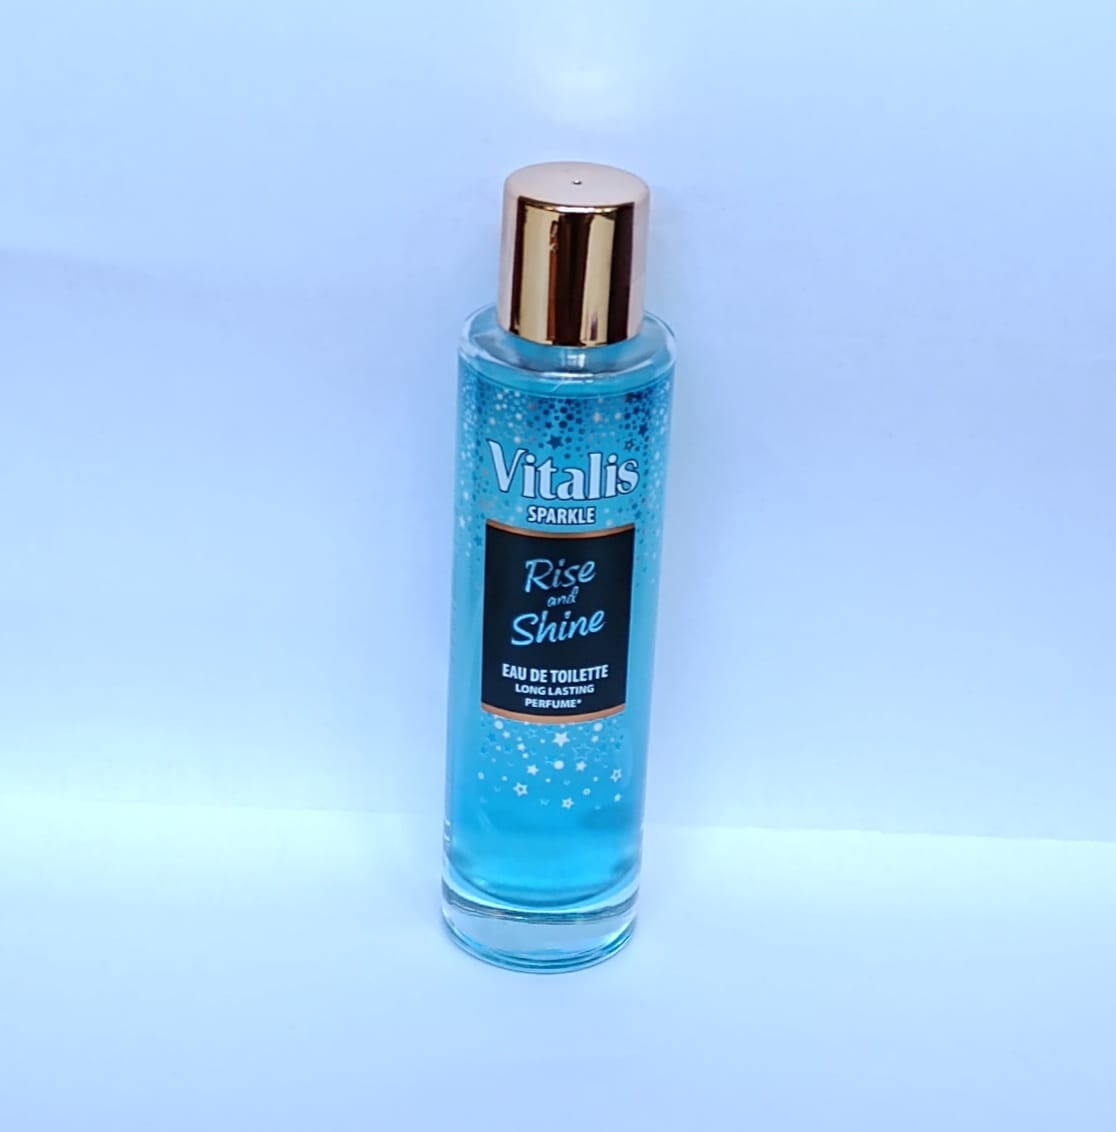 Vitalis
SPARKLE
Rise
and
Shine
EAU DE TOILETTE
LONG LASTING
PERFUME*